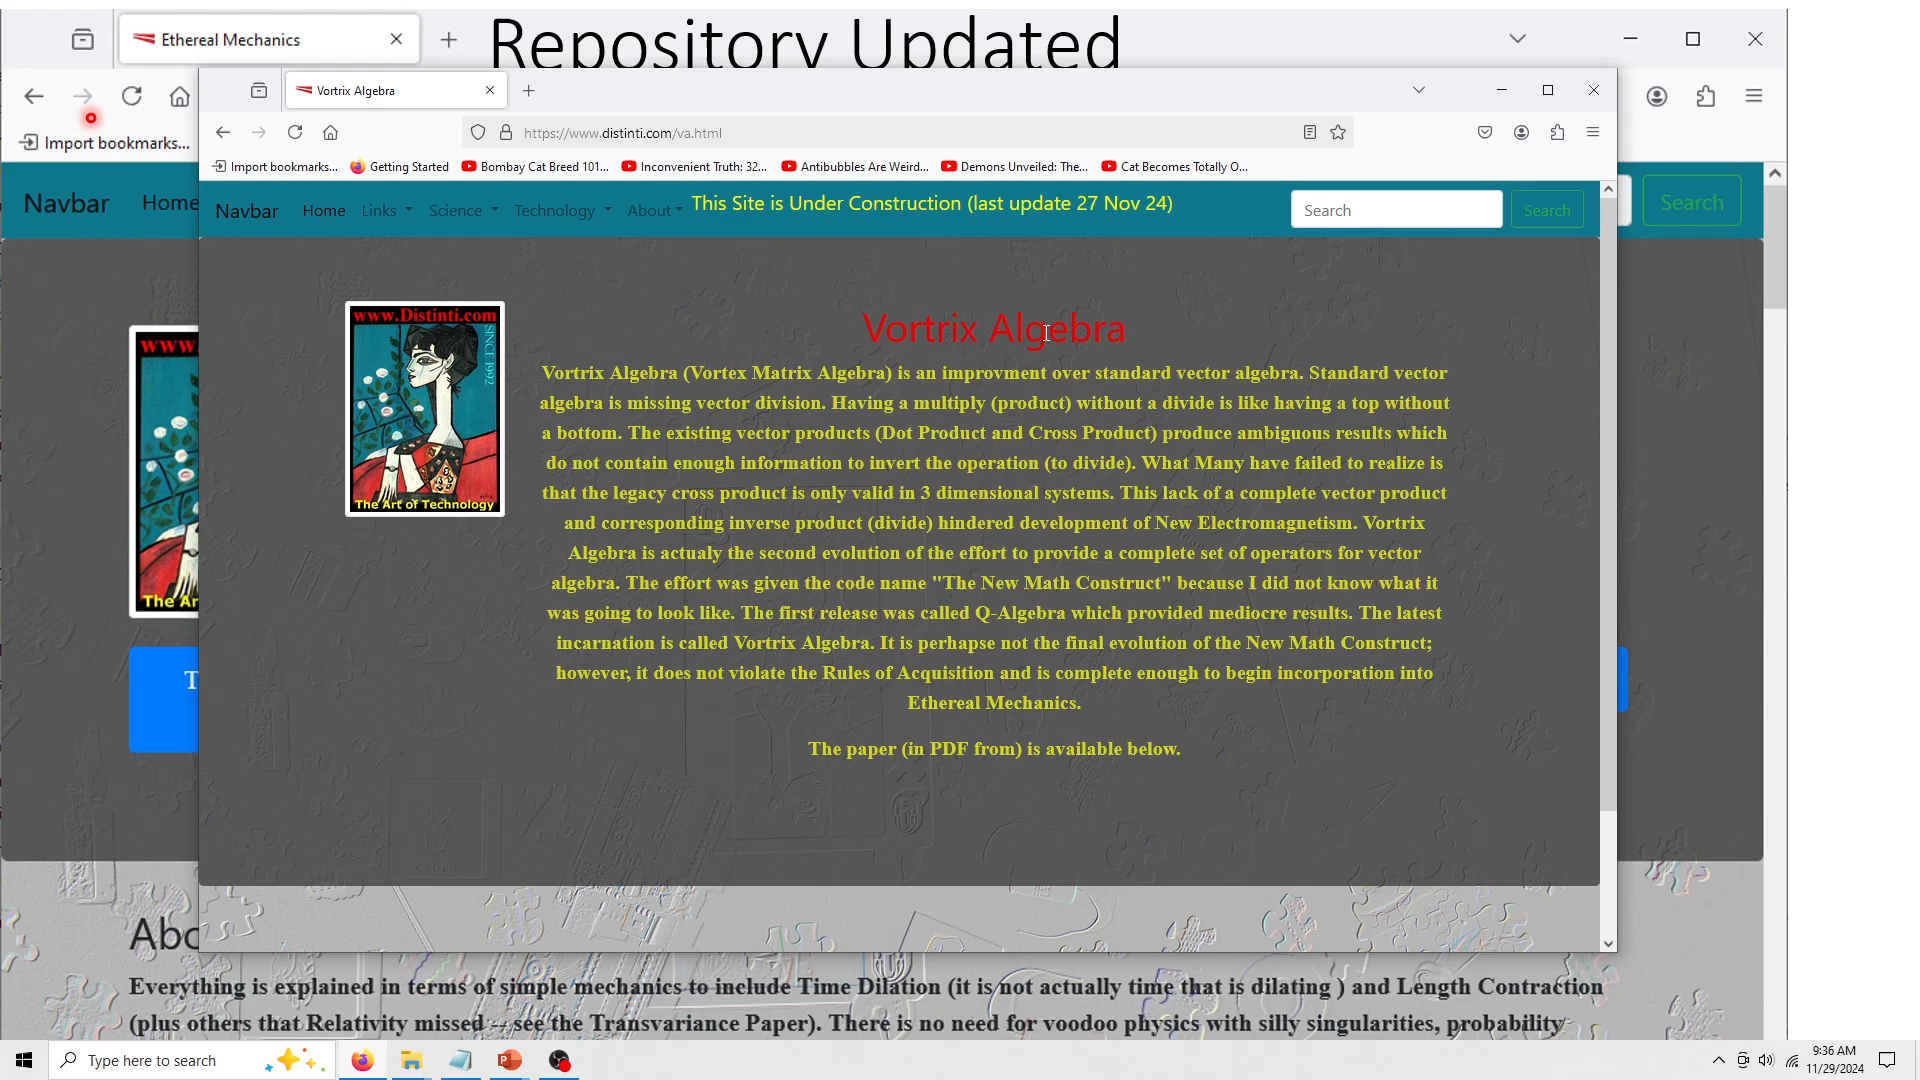 Repository Updated
Ethereal Mechanics
Import bookmarks...
Navbar
Home
Search
Vortrix Algebra
https://www.distinti.com/va.html
Import bookmarks...
Getting Started
Bombay Cat Breed 101...
Inconvenient Truth: 32...
Antibubbles Are Weird...
Demons Unveiled: The...
Cat Becomes Totally O...
Navbar
Home
Links
Science
Technology
About
This Site is Under Construction (last update 27 Nov 24)
Search
Search
www.Distinti.com
SINCE 1992
The Art of Technology
Vortrix Algebra
Vortrix Algebra (Vortex Matrix Algebra) is an improvment over standard vector algebra. Standard vector
algebra is missing vector division. Having a multiply (product) without a divide is like having a top without
a bottom. The existing vector products (Dot Product and Cross Product) produce ambiguous results which
do not contain enough information to invert the operation (to divide). What Many have failed to realize is
that the legacy cross product is only valid in 3 dimensional systems. This lack of a complete vector product
and corresponding inverse product (divide) hindered development of New Electromagnetism. Vortrix
Algebra is actualy the second evolution of the effort to provide a complete set of operators for vector
algebra. The effort was given the code name "The New Math Construct" because I did not know what it
was going to look like. The first release was called Q-Algebra which provided mediocre results. The latest
incarnation is called Vortrix Algebra. It is perhapse not the final evolution of the New Math Construct;
however, it does not violate the Rules of Acquisition and is complete enough to begin incorporation into
Ethereal Mechanics.
The paper (in PDF from) is available below.
Everything is explained in terms of simple mechanics to include Time Dilation (it is not actually time that is dilating ) and Length Contraction
(plus others that Relativity missed -- see the Transvariance Paper). There is no need for voodoo physics with silly singularities, probability
Type here to search
9:36 AM
11/29/2024